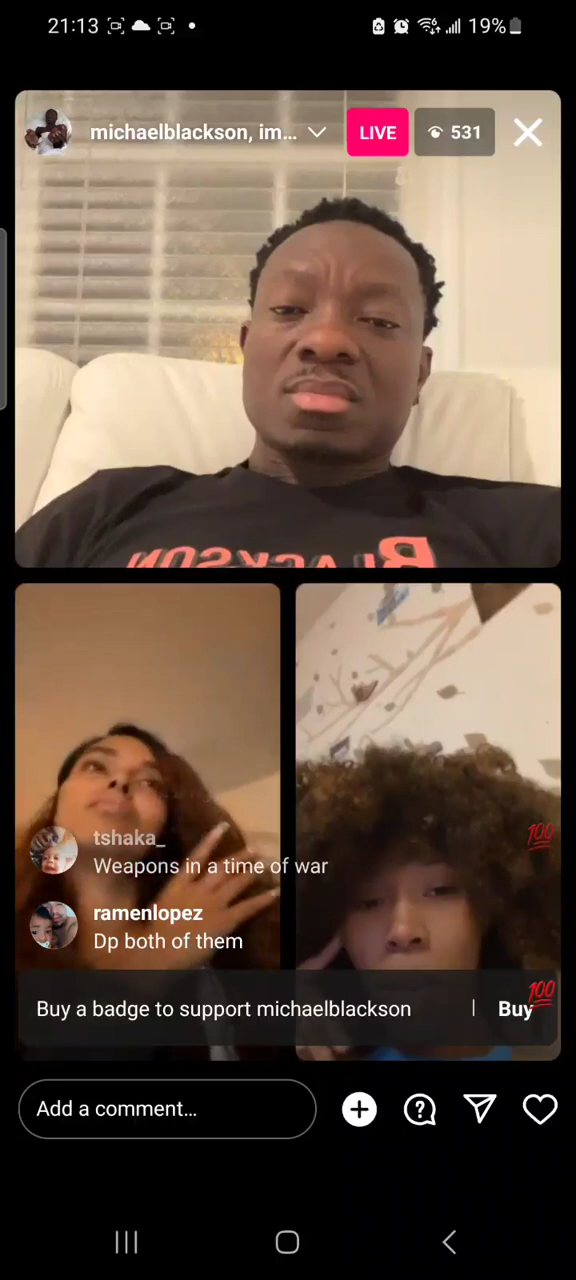 21:13
19%
michaelblackson, im...
LIVE
531
BLACKSON
tshaka_
Weapons in a time of war
ramenlopez
Dp both of them
Buy a badge to support michaelblackson | Buy
Add a comment...